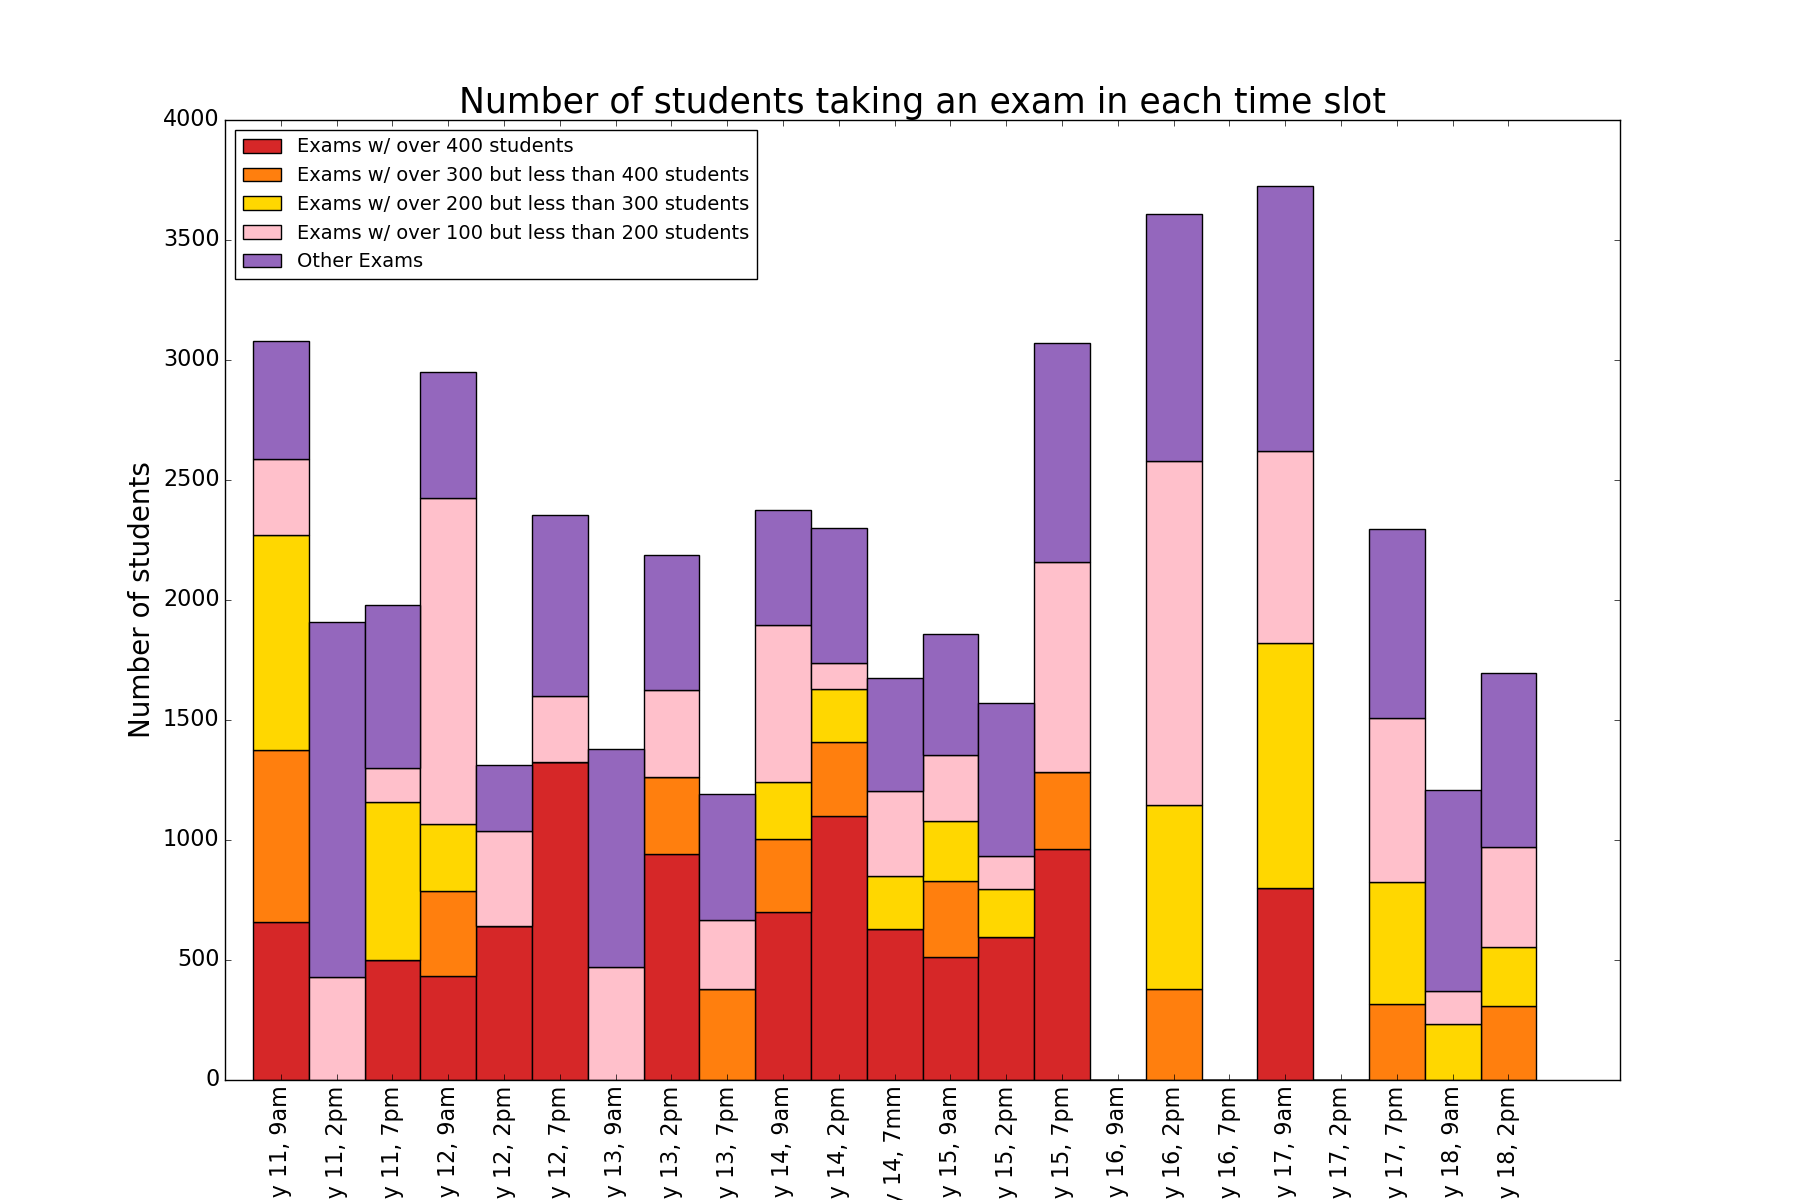 Number of students taking an exam in each time slot
Exams w/ over 400 students
Exams w/ over 300 but less than 400 students
Exams w/ over 200 but less than 300 students
Exams w/ over 100 but less than 200 students
Other Exams
4000
3500
3000
2500
2000
1500
1000
500
0
Number of students
y 11, 9am
y 11, 2pm
y 11, 7pm
y 12, 9am
y 12, 2pm
y 12, 7pm
y 13, 9am
y 13, 2pm
y 13, 7pm
y 14, 9am
y 14, 2pm
y 14, 7mm
y 15, 9am
y 15, 2pm
y 15, 7pm
y 16, 9am
y 16, 2pm
y 16, 7pm
y 17, 9am
y 17, 2pm
y 17, 7pm
y 18, 9am
y 18, 2pm